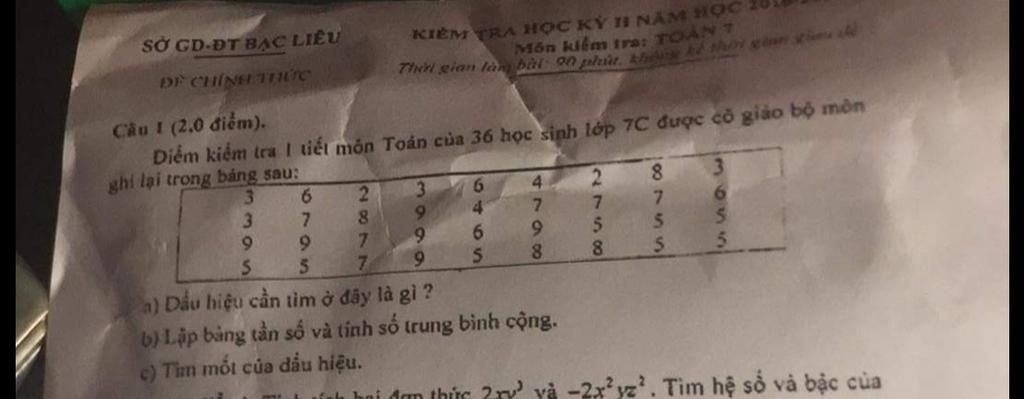 SỞ GD-ĐT BẠC LIÊU
KIỂM TRA HỌC KỲ II NĂM HỌC
Môn kiểm tra: TOÁN 7
ĐỀ CHÍNH THỨC
Thời gian làm bài: 90 phút, không kể thời gian giao đề
Câu 1 (2,0 điểm).
Điểm kiểm tra 1 tiết môn Toán của 36 học sinh lớp 7C được cô giáo bộ môn
ghi lại trong bảng sau:
3 6 2 3 6 4 2 8 3
3 7 8 9 4 7 7 7 6
9 9 7 9 6 9 5 5 5
5 5 7 9 5 8 8 5 5
a) Dấu hiệu cần tìm ở đây là gì ?
b) Lập bảng tần số và tính số trung bình cộng.
c) Tìm mốt của dấu hiệu.
đơn thức 2xy³ và −2x²yz². Tìm hệ số và bậc của